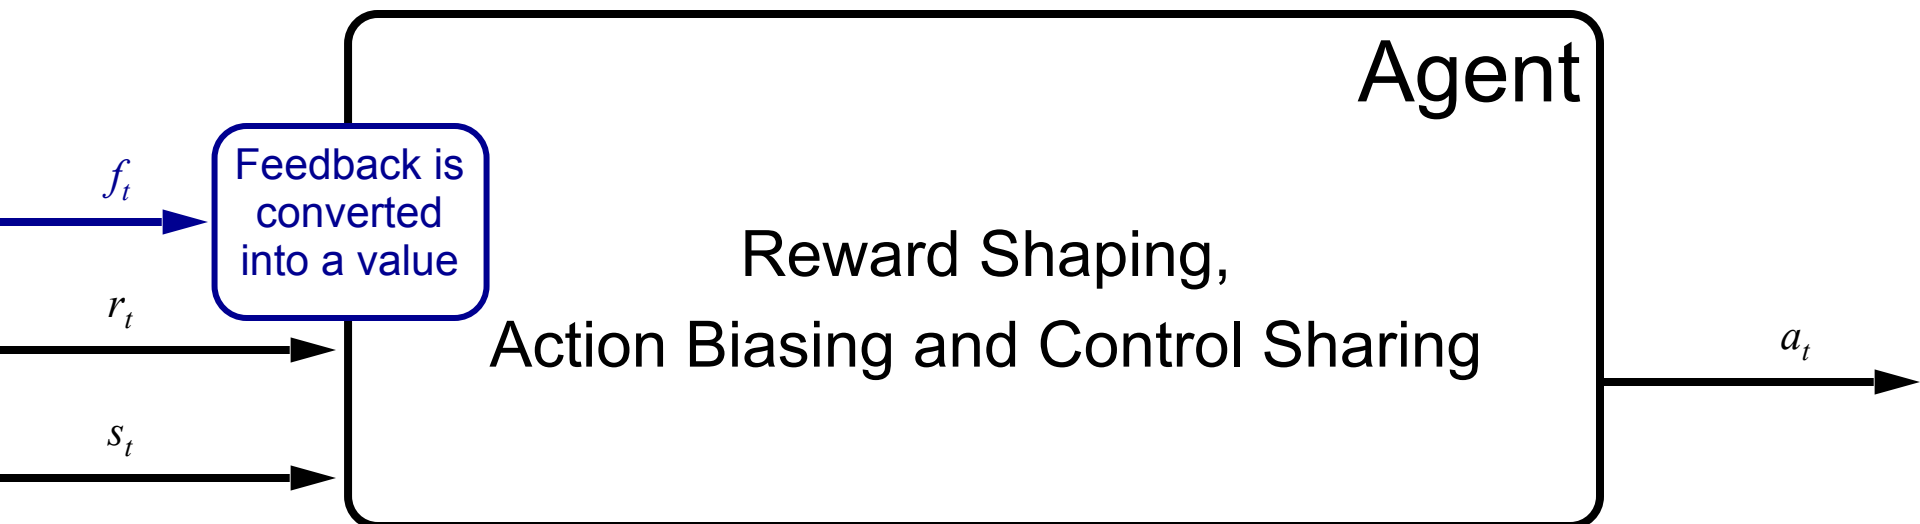 Agent
f_t
Feedback is
converted
into a value
r_t
Reward Shaping,
Action Biasing and Control Sharing
a_t
s_t